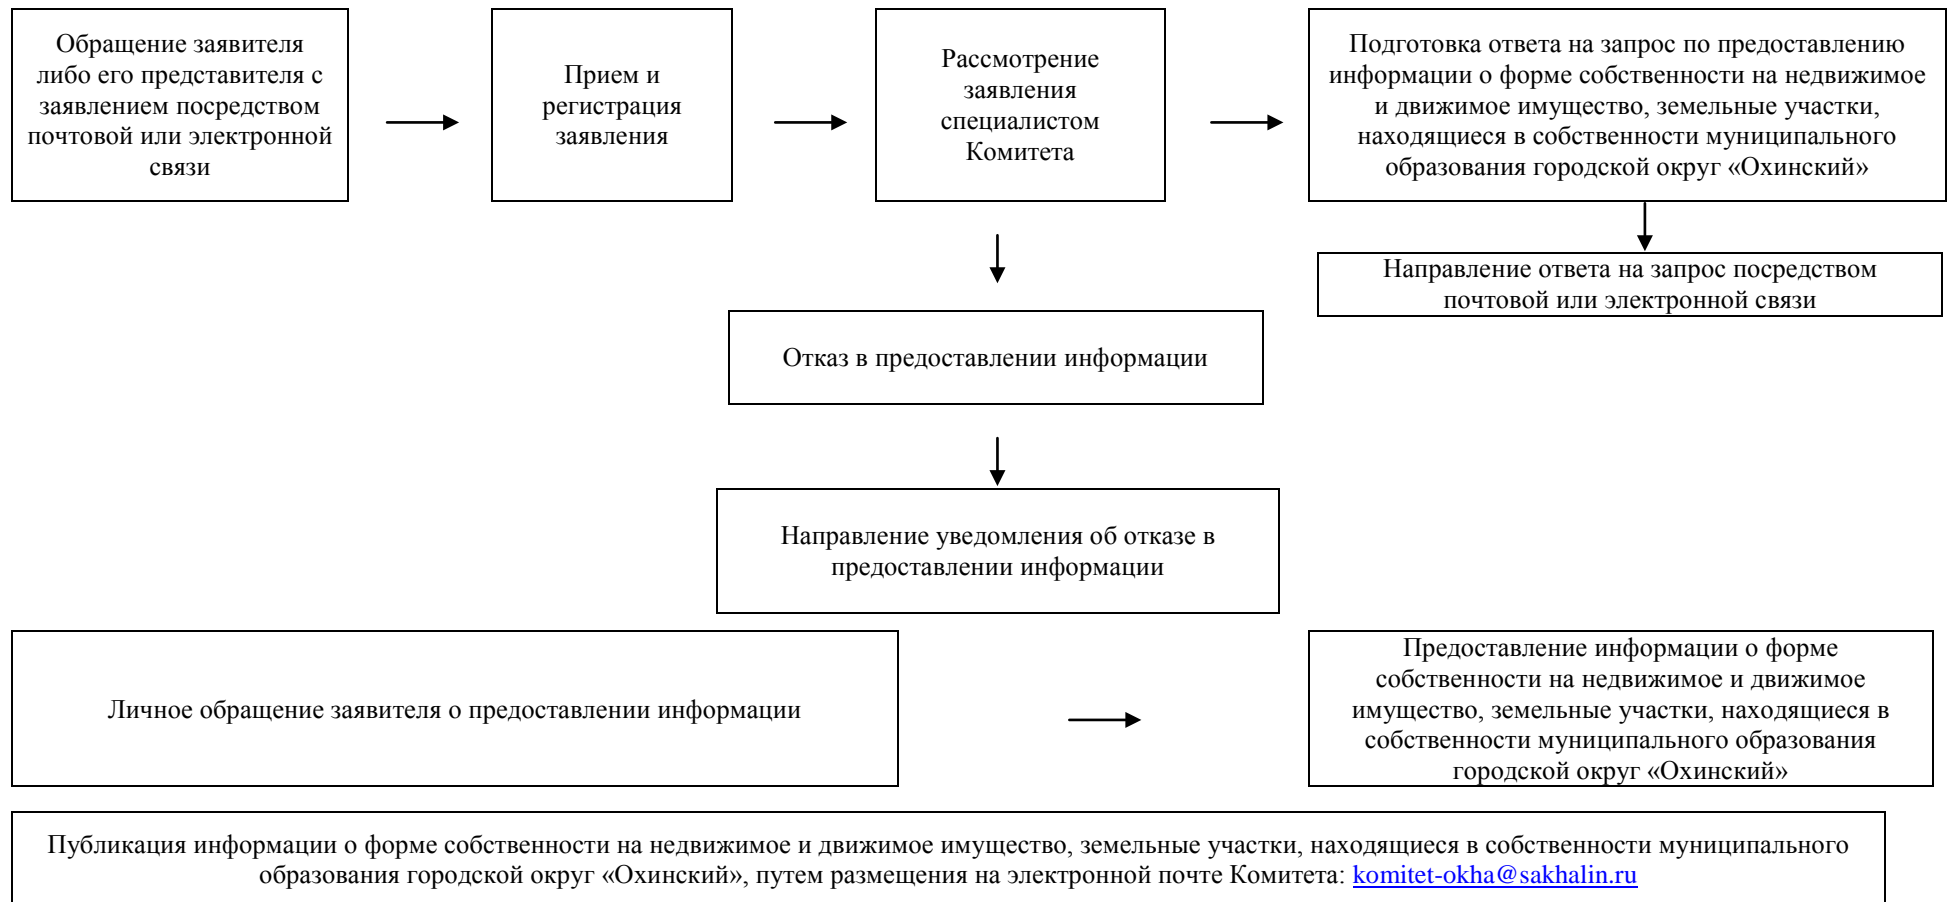 Обращение заявителя
либо его представителя с
заявлением посредством
почтовой или электронной
связи
Прием и
регистрация
заявления
Рассмотрение
заявления
специалистом
Комитета
Подготовка ответа на запрос по предоставлению
информации о форме собственности на недвижимое
и движимое имущество, земельные участки,
находящиеся в собственности муниципального
образования городской округ «Охинский»
Направление ответа на запрос посредством
почтовой или электронной связи
Отказ в предоставлении информации
Направление уведомления об отказе в
предоставлении информации
Личное обращение заявителя о предоставлении информации
Предоставление информации о форме
собственности на недвижимое и движимое
имущество, земельные участки, находящиеся в
собственности муниципального образования
городской округ «Охинский»
Публикация информации о форме собственности на недвижимое и движимое имущество, земельные участки, находящиеся в собственности муниципального
образования городской округ «Охинский», путем размещения на электронной почте Комитета: komitet-okha@sakhalin.ru